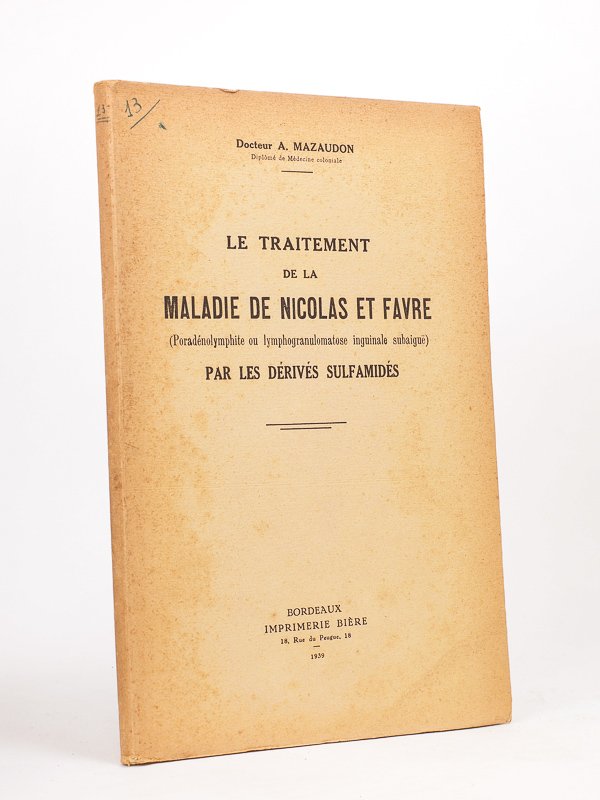 13
13/
Docteur A. MAZAUDON
Diplômé de Médecine coloniale
LE TRAITEMENT
DE LA
MALADIE DE NICOLAS ET FAVRE
(Poradénolymphite ou lymphogranulomatose inguinale subaiguë)
PAR LES DÉRIVÉS SULFAMIDÉS
BORDEAUX
IMPRIMERIE BIÈRE
18, Rue du Peugue, 18
1939